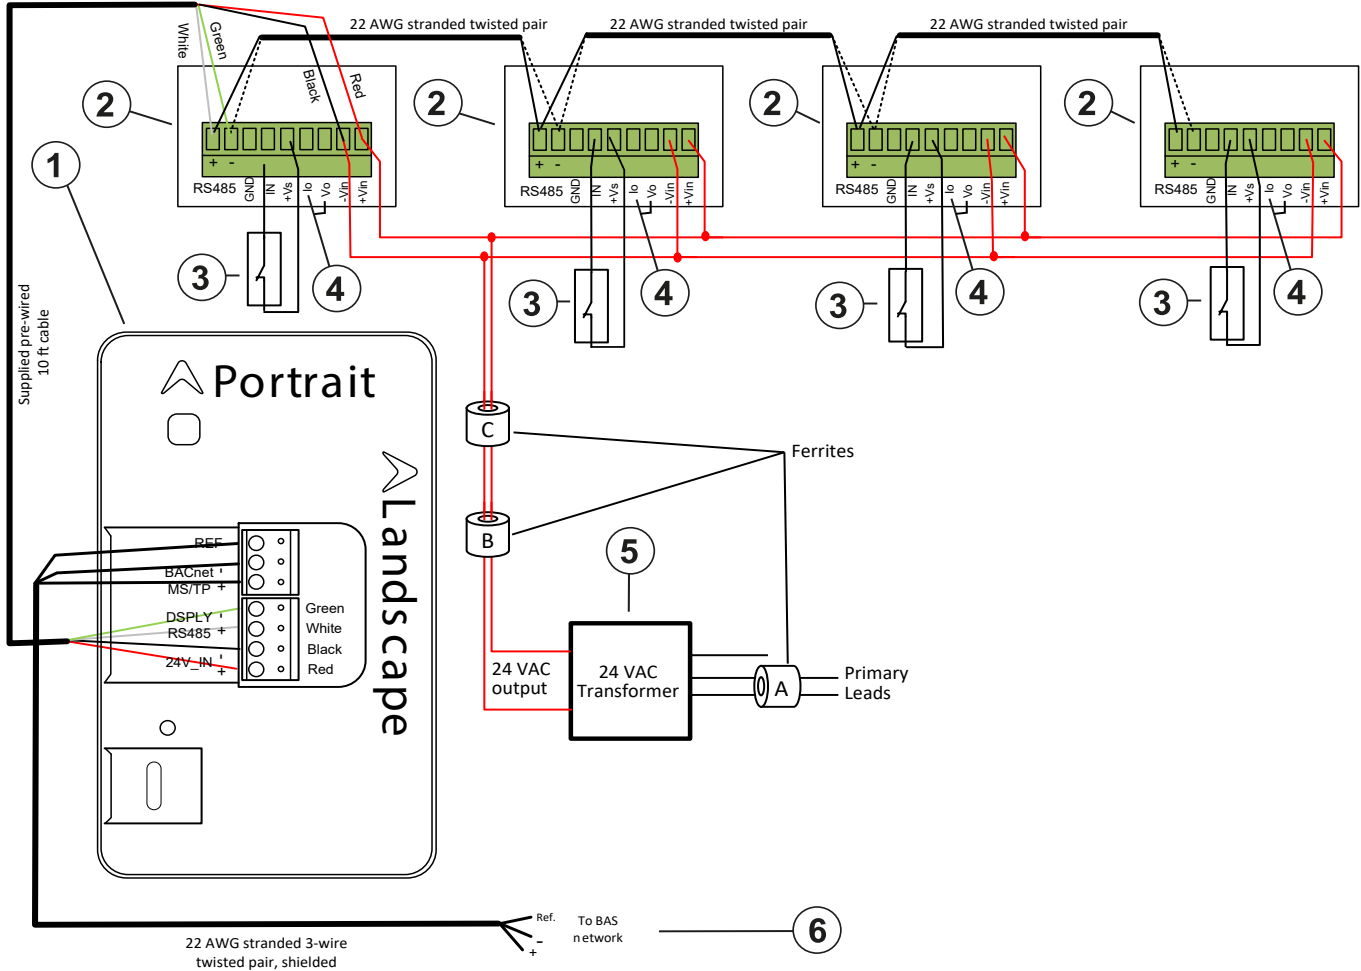 22 AWG stranded twisted pair
22 AWG stranded twisted pair
22 AWG stranded twisted pair
White
Green
Black
Red
2
2
2
2
+ -
RS485
GND
IN
+Vs
Io
Vo
-Vin
+Vin
+ -
RS485
GND
IN
+Vs
Io
Vo
-Vin
+Vin
+ -
RS485
GND
IN
+Vs
Io
Vo
-Vin
+Vin
+ -
RS485
GND
IN
+Vs
Io
Vo
-Vin
+Vin
1
3
4
3
4
3
4
3
4
Supplied pre-wired
10 ft cable
Portrait
Landscape
C
Ferrites
B
5
REF
BACnet -
MS/TP +
DSPLY -
RS485 +
24V_IN -
+
Green
White
Black
Red
24 VAC
output
24 VAC
Transformer
A
Primary
Leads
Ref.
-
+
To BAS
network
6
22 AWG stranded 3-wire
twisted pair, shielded